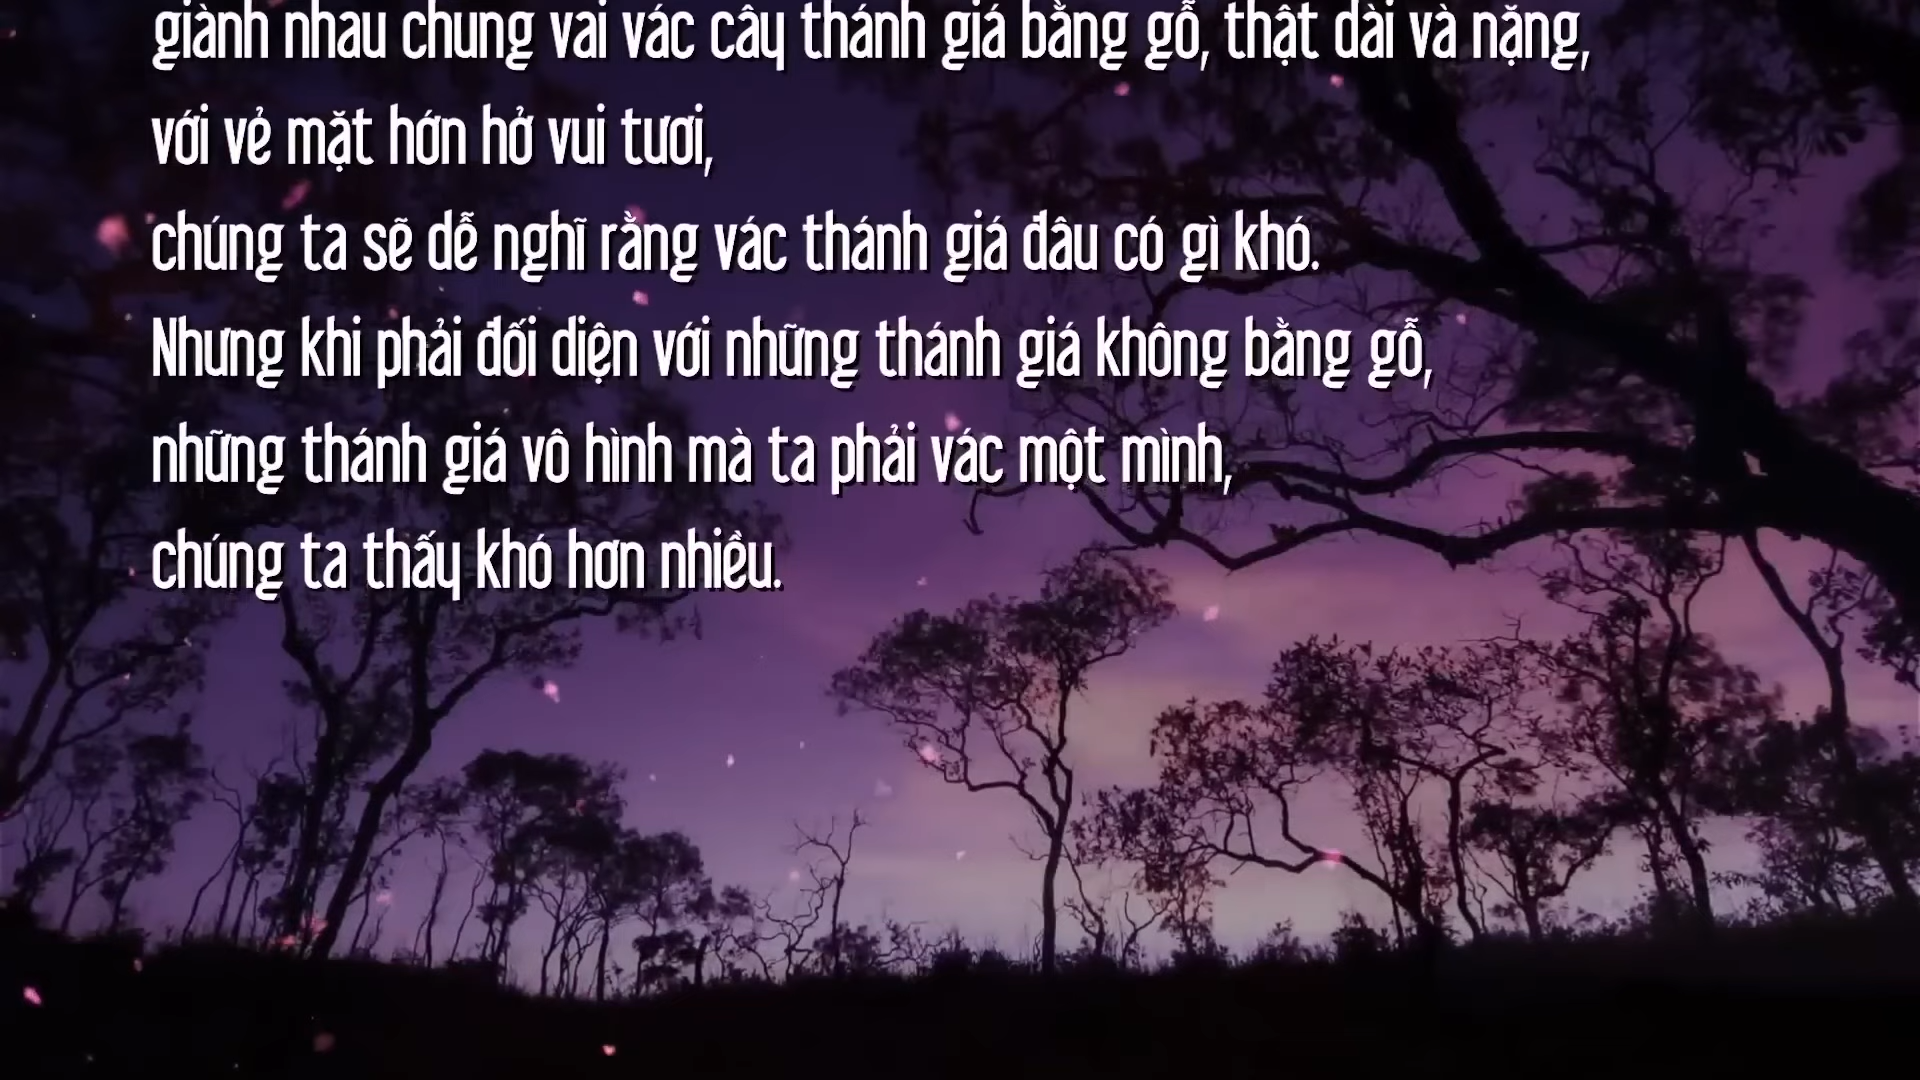 giành nhau chung vai vác cây thánh giá bằng gỗ, thật dài và nặng,
với vẻ mặt hớn hở vui tươi,
chúng ta sẽ dễ nghĩ rằng vác thánh giá đâu có gì khó.
Nhưng khi phải đối diện với những thánh giá không bằng gỗ,
những thánh giá vô hình mà ta phải vác một mình,
chúng ta thấy khó hơn nhiều.